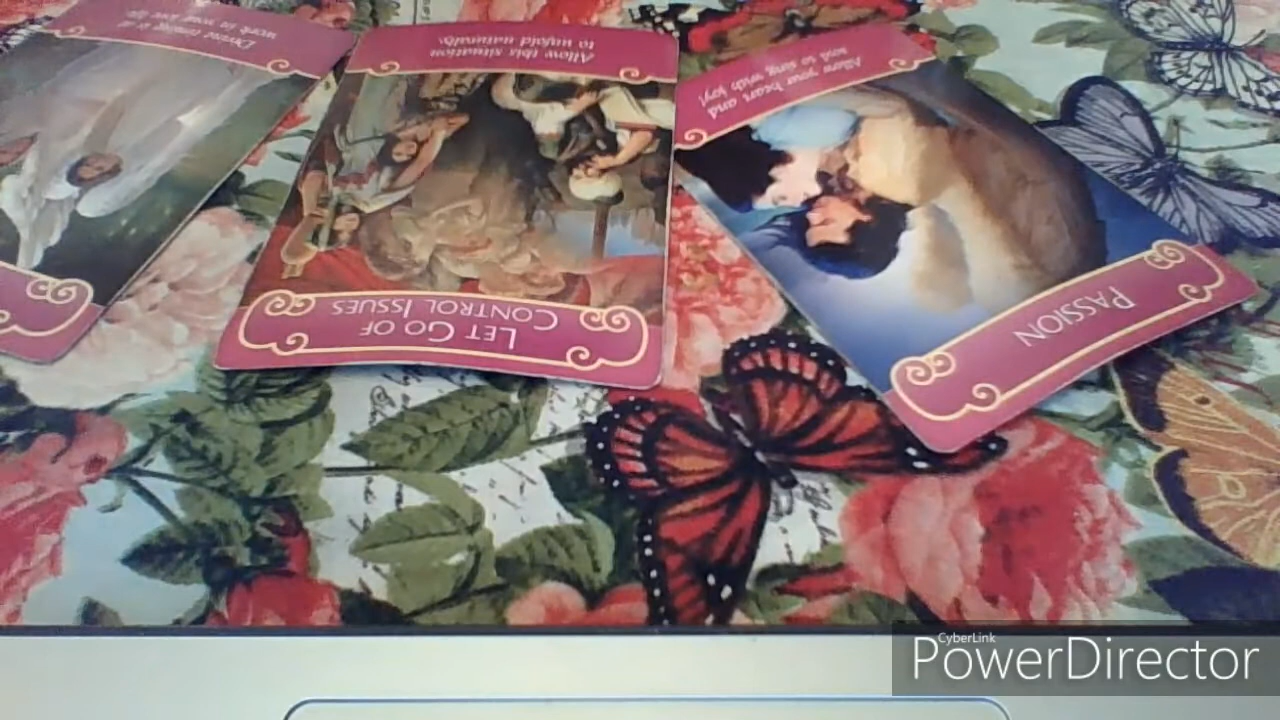 Divine timing is at
work in your love life.
Allow this situation
to unfold naturally.
LET GO OF
CONTROL ISSUES
Allow your heart and
soul to sing with joy!
PASSION
CyberLink
PowerDirector